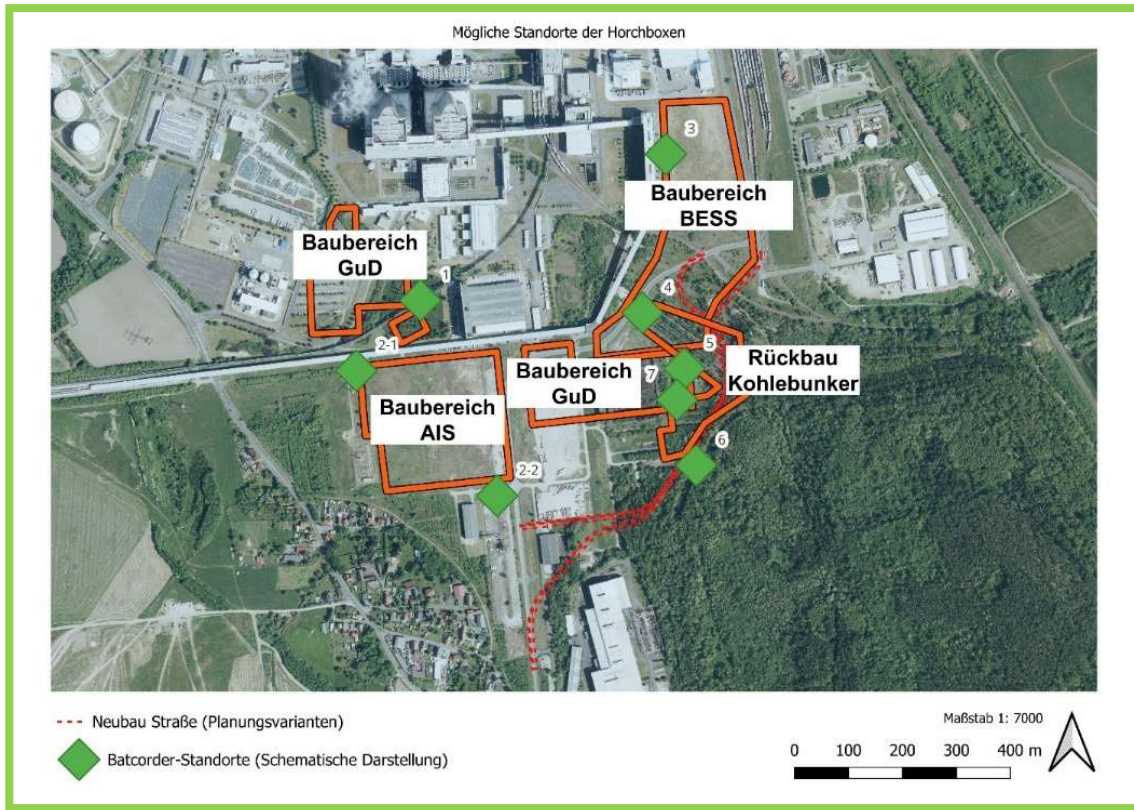 Mögliche Standorte der Horchboxen
3
Baubereich
BESS
Baubereich
GuD
1
4
2-1
5
Baubereich
GuD
7
Rückbau
Kohlebunker
Baubereich
AIS
6
2-2
Neubau Straße (Planungsvarianten)
Maßstab 1: 7000
Batcorder-Standorte (Schematische Darstellung)
0 100 200 300 400 m